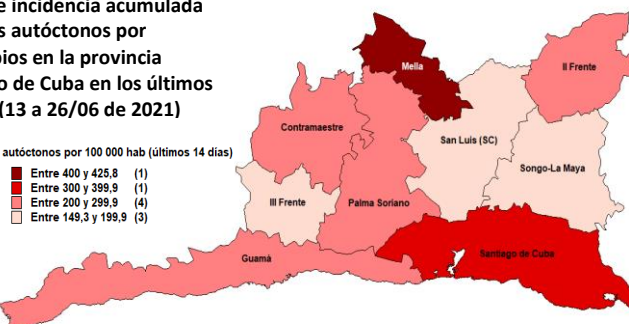 e incidencia acumulada
s autóctonos por
pios en la provincia
o de Cuba en los últimos
(13 a 26/06 de 2021)
autóctonos por 100 000 hab (últimos 14 días)
Entre 400 y 425,8 (1)
Entre 300 y 399,9 (1)
Entre 200 y 299,9 (4)
Entre 149,3 y 199,9 (3)
Mella
II Frente
Contramaestre
San Luis (SC)
Songo-La Maya
III Frente
Palma Soriano
Guamá
Santiago de Cuba